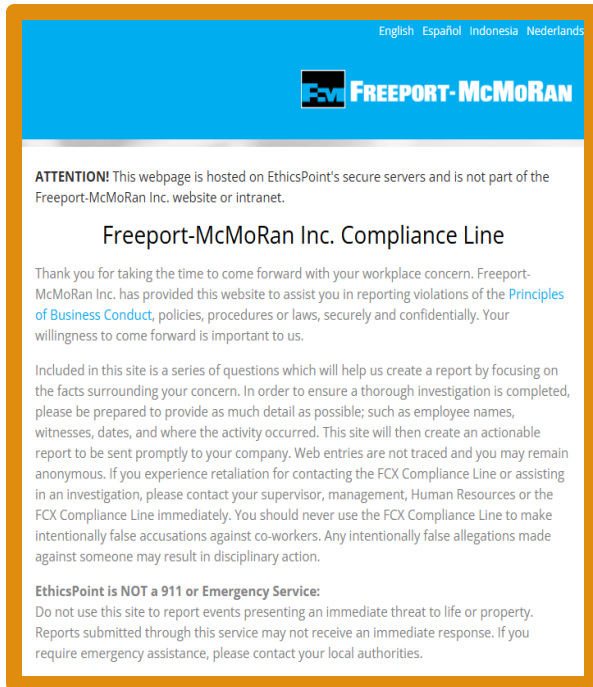 English Español Indonesia Nederlands
FCX FREEPORT-MCMORAN
ATTENTION! This webpage is hosted on EthicsPoint's secure servers and is not part of the
Freeport-McMoRan Inc. website or intranet.
Freeport-McMoRan Inc. Compliance Line
Thank you for taking the time to come forward with your workplace concern. Freeport-
McMoRan Inc. has provided this website to assist you in reporting violations of the Principles
of Business Conduct, policies, procedures or laws, securely and confidentially. Your
willingness to come forward is important to us.
Included in this site is a series of questions which will help us create a report by focusing on
the facts surrounding your concern. In order to ensure a thorough investigation is completed,
please be prepared to provide as much detail as possible; such as employee names,
witnesses, dates, and where the activity occurred. This site will then create an actionable
report to be sent promptly to your company. Web entries are not traced and you may remain
anonymous. If you experience retaliation for contacting the FCX Compliance Line or assisting
in an investigation, please contact your supervisor, management, Human Resources or the
FCX Compliance Line immediately. You should never use the FCX Compliance Line to make
intentionally false accusations against co-workers. Any intentionally false allegations made
against someone may result in disciplinary action.
EthicsPoint is NOT a 911 or Emergency Service:
Do not use this site to report events presenting an immediate threat to life or property.
Reports submitted through this service may not receive an immediate response. If you
require emergency assistance, please contact your local authorities.